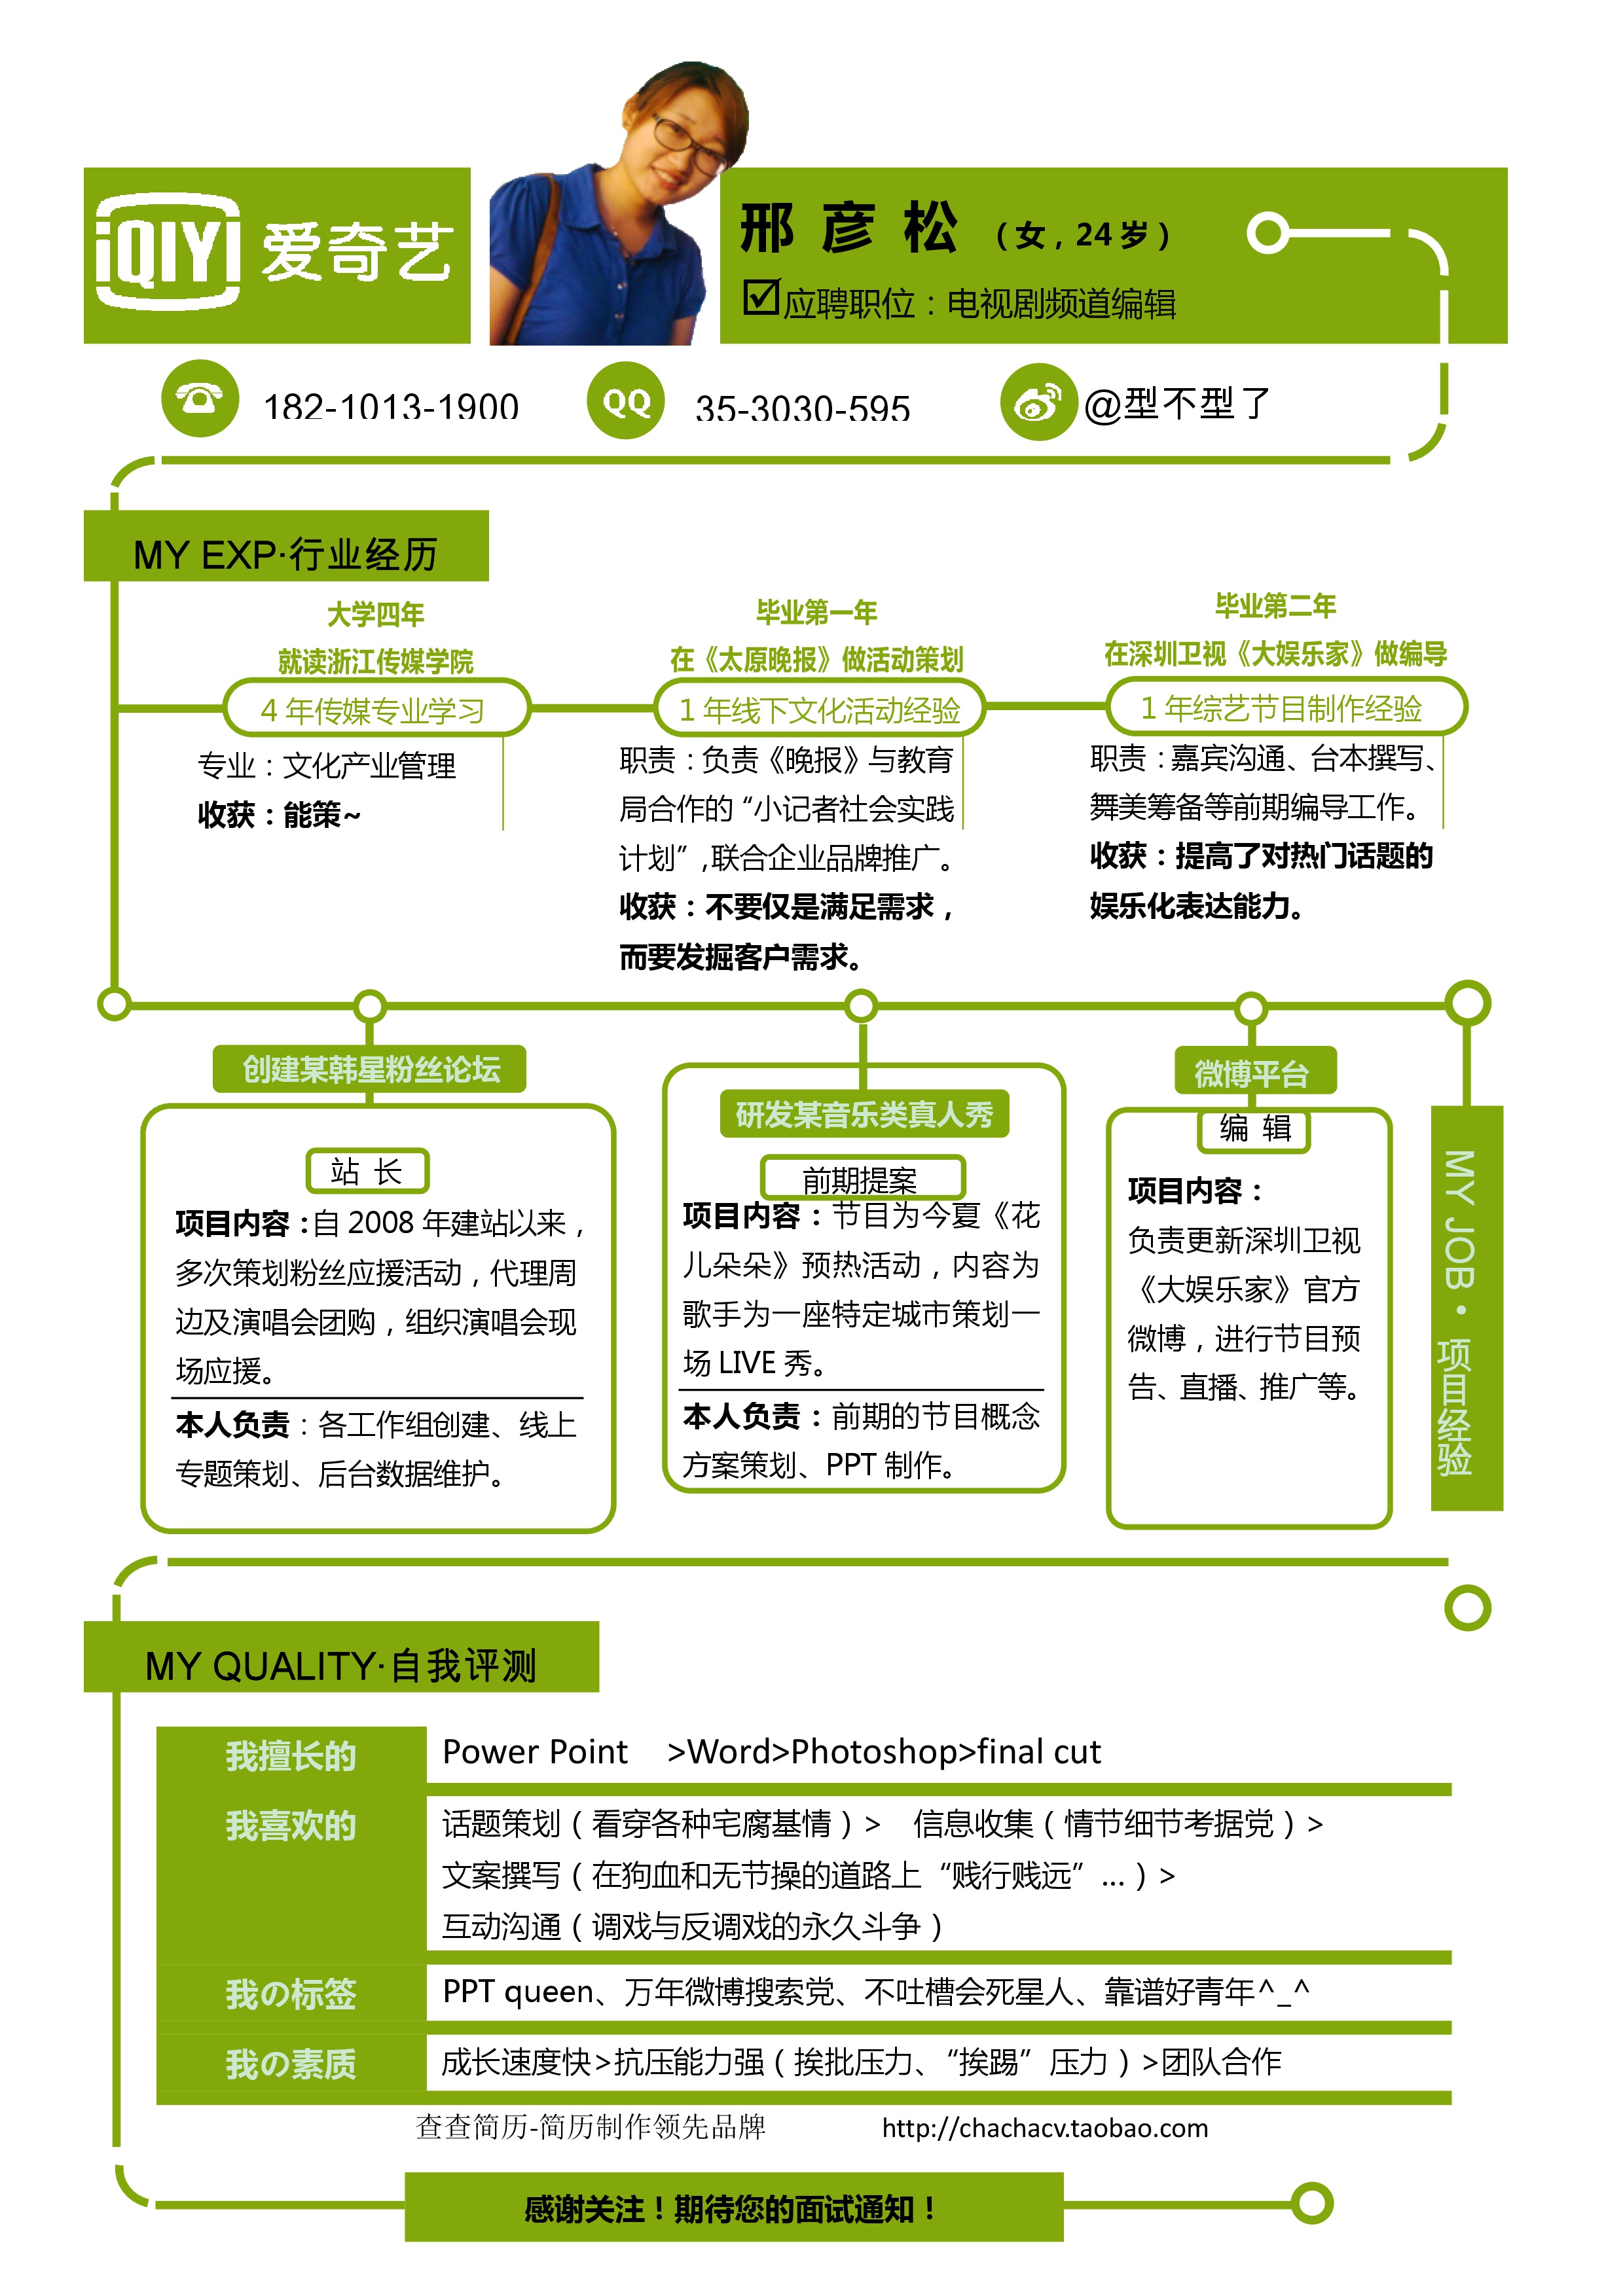 iQIYI 爱奇艺
邢彦松（女，24岁）
☑应聘职位：电视剧频道编辑
182-1013-1900
QQ 35-3030-595
@型不型了
MY EXP·行业经历
大学四年
就读浙江传媒学院
4 年传媒专业学习
专业：文化产业管理
收获：能策~
毕业第一年
在《太原晚报》做活动策划
1 年线下文化活动经验
职责：负责《晚报》与教育
局合作的“小记者社会实践
计划”,联合企业品牌推广。
收获：不要仅是满足需求，
而要发掘客户需求。
毕业第二年
在深圳卫视《大娱乐家》做编导
1 年综艺节目制作经验
职责：嘉宾沟通、台本撰写、
舞美筹备等前期编导工作。
收获：提高了对热门话题的
娱乐化表达能力。
创建某韩星粉丝论坛
站 长
项目内容：自 2008 年建站以来，
多次策划粉丝应援活动，代理周
边及演唱会团购，组织演唱会现
场应援。
本人负责：各工作组创建、线上
专题策划、后台数据维护。
研发某音乐类真人秀
前期提案
项目内容：节目为今夏《花
儿朵朵》预热活动，内容为
歌手为一座特定城市策划一
场 LIVE 秀。
本人负责：前期的节目概念
方案策划、PPT 制作。
微博平台
编 辑
项目内容：
负责更新深圳卫视
《大娱乐家》官方
微博，进行节目预
告、直播、推广等。
MY JOB·项目经验
MY QUALITY·自我评测
我擅长的
Power Point >Word>Photoshop>final cut
我喜欢的
话题策划（看穿各种宅腐基情）> 信息收集（情节细节考据党）>
文案撰写（在狗血和无节操的道路上“贱行贱远”…）>
互动沟通（调戏与反调戏的永久斗争）
我の标签
PPT queen、万年微博搜索党、不吐槽会死星人、靠谱好青年^_^
我の素质
成长速度快>抗压能力强（挨批压力、“挨踢”压力）>团队合作
查查简历-简历制作领先品牌 http://chachacv.taobao.com
感谢关注！期待您的面试通知！